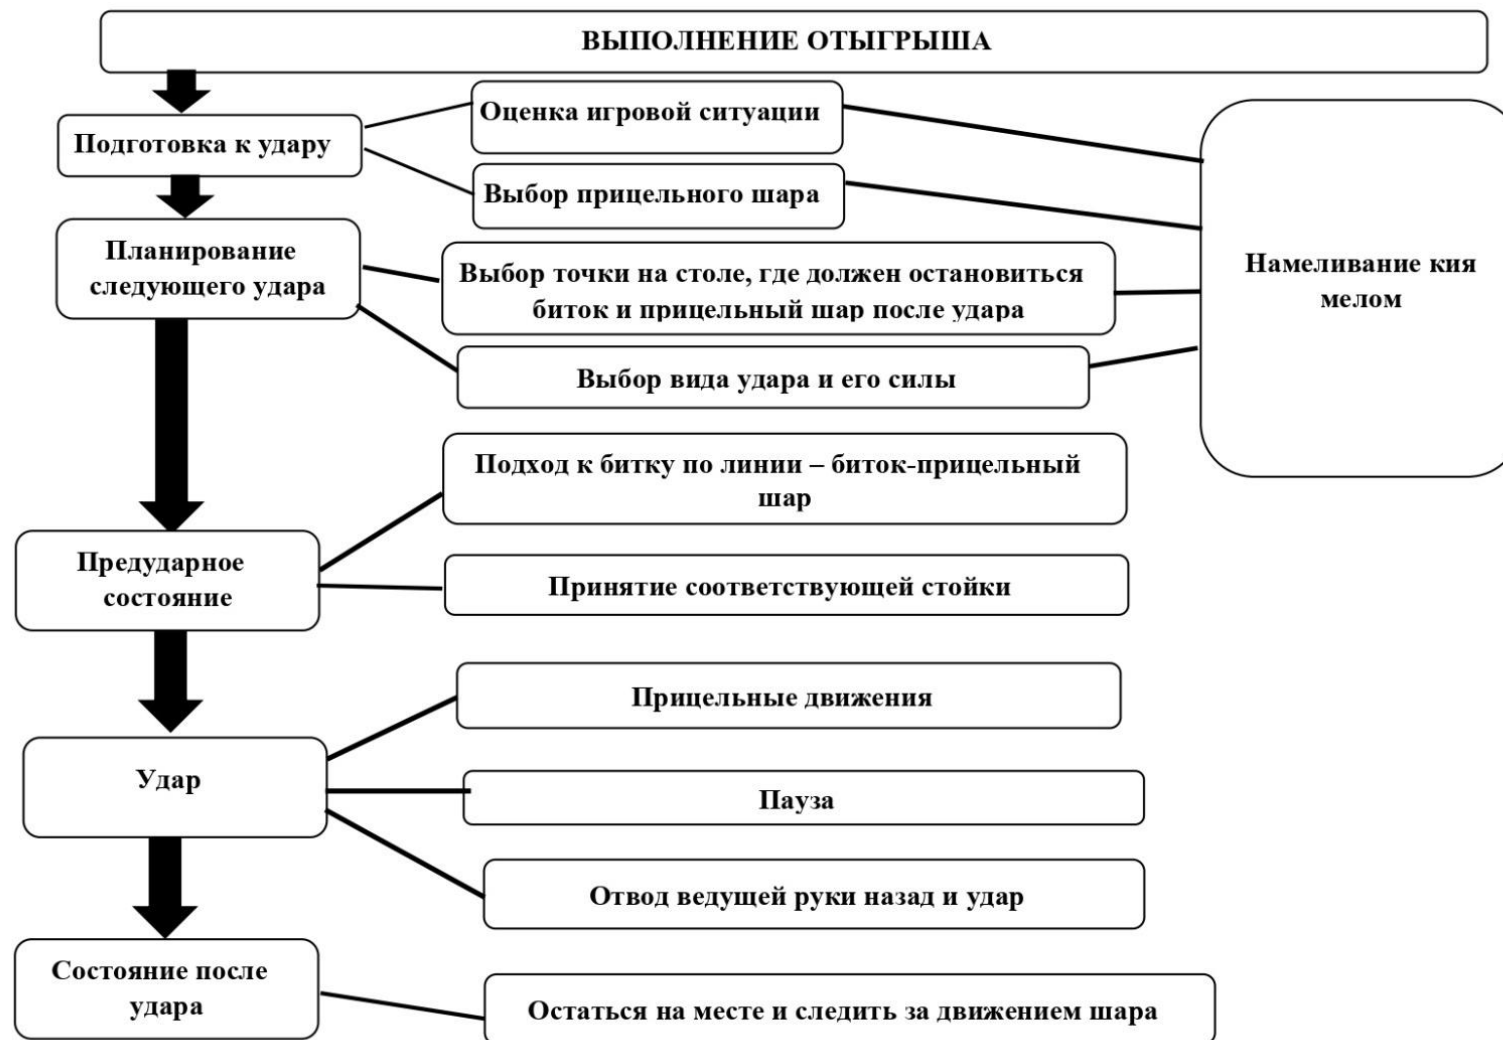 ВЫПОЛНЕНИЕ ОТЫГРЫША
Подготовка к удару
Оценка игровой ситуации
Выбор прицельного шара
Намеливание кия
мелом
Планирование
следующего удара
Выбор точки на столе, где должен остановиться
биток и прицельный шар после удара
Выбор вида удара и его силы
Предударное
состояние
Подход к битку по линии – биток-прицельный
шар
Принятие соответствующей стойки
Удар
Прицельные движения
Пауза
Отвод ведущей руки назад и удар
Состояние после
удара
Остаться на месте и следить за движением шара